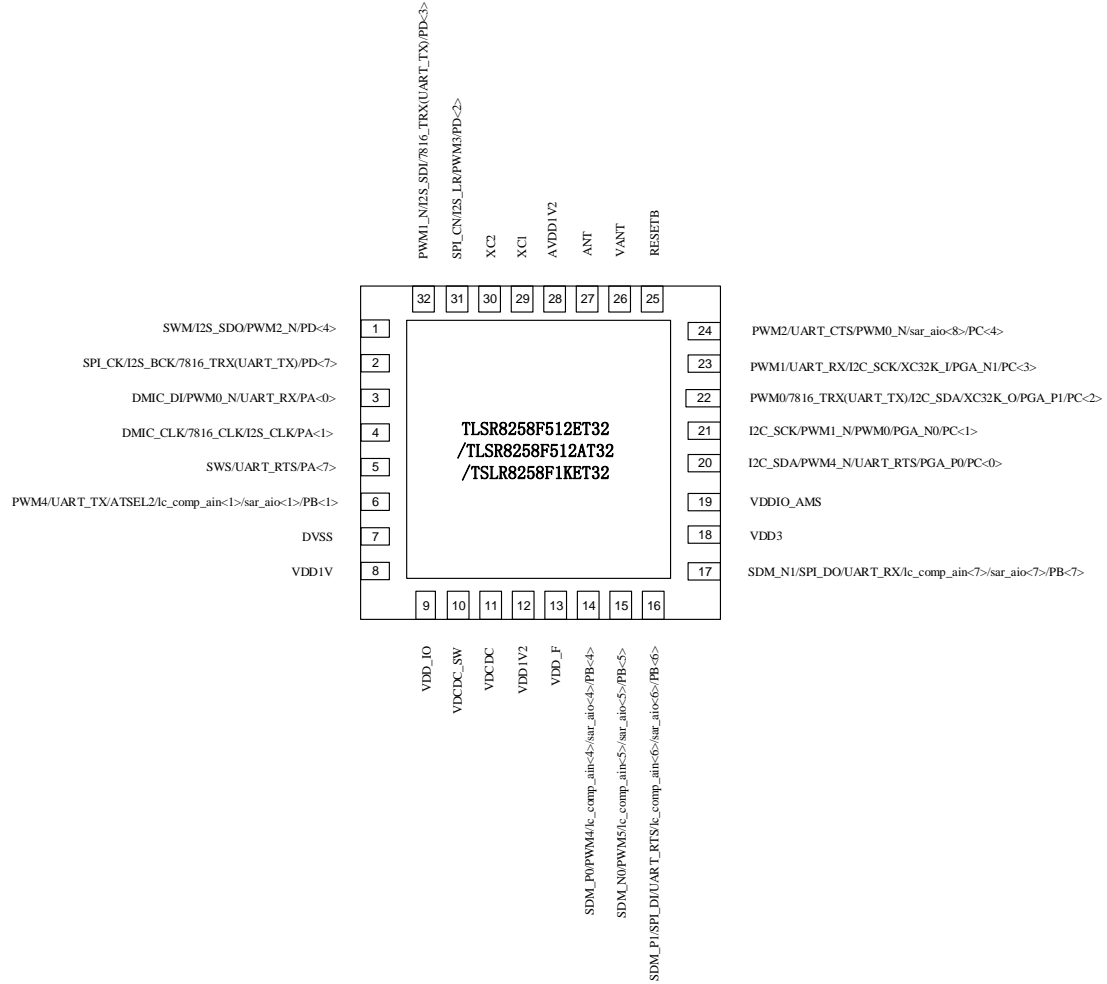 PWM1_N/I2S_SDI/7816_TRX(UART_TX)/PD<3>
SPI_CN/I2S_LR/PWM3/PD<2>
XC2
XC1
AVDD1V2
ANT
VANT
RESETB
32
31
30
29
28
27
26
25
SWM/I2S_SDO/PWM2_N/PD<4>
1
SPI_CK/I2S_BCK/7816_TRX(UART_TX)/PD<7>
2
DMIC_DI/PWM0_N/UART_RX/PA<0>
3
DMIC_CLK/7816_CLK/I2S_CLK/PA<1>
4
SWS/UART_RTS/PA<7>
5
PWM4/UART_TX/ATSEL2/lc_comp_ain<1>/sar_aio<1>/PB<1>
6
DVSS
7
VDD1V
8
TLSR8258F512ET32
/TLSR8258F512AT32
/TSLR8258F1KET32
24
PWM2/UART_CTS/PWM0_N/sar_aio<8>/PC<4>
23
PWM1/UART_RX/I2C_SCK/XC32K_I/PGA_N1/PC<3>
22
PWM0/7816_TRX(UART_TX)/I2C_SDA/XC32K_O/PGA_P1/PC<2>
21
I2C_SCK/PWM1_N/PWM0/PGA_N0/PC<1>
20
I2C_SDA/PWM4_N/UART_RTS/PGA_P0/PC<0>
19
VDDIO_AMS
18
VDD3
17
SDM_N1/SPI_DO/UART_RX/lc_comp_ain<7>/sar_aio<7>/PB<7>
9
10
11
12
13
14
15
16
VDD_IO
VDCDC_SW
VDCDC
VDD1V2
VDD_F
SDM_P0/PWM4/lc_comp_ain<4>/sar_aio<4>/PB<4>
SDM_N0/PWM5/lc_comp_ain<5>/sar_aio<5>/PB<5>
SDM_P1/SPI_DI/UART_RTS/lc_comp_ain<6>/sar_aio<6>/PB<6>